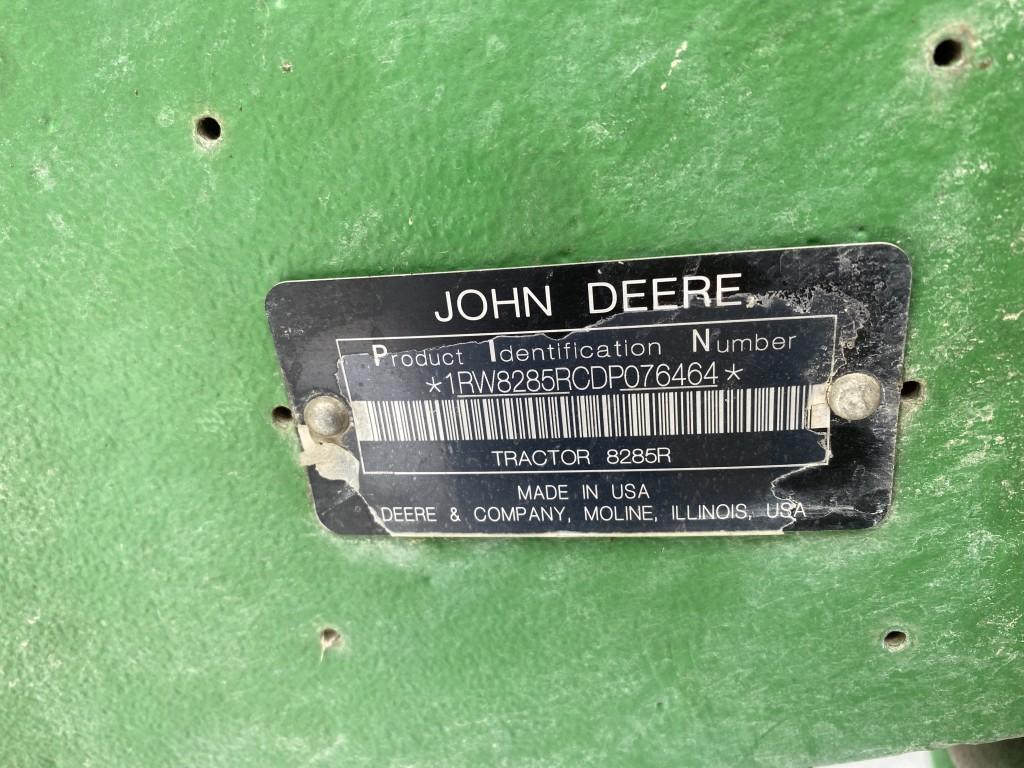 JOHN DEERE
Product Identification Number
*1RW8285RCDP076464*
TRACTOR 8285R
MADE IN USA
DEERE & COMPANY, MOLINE, ILLINOIS, USA